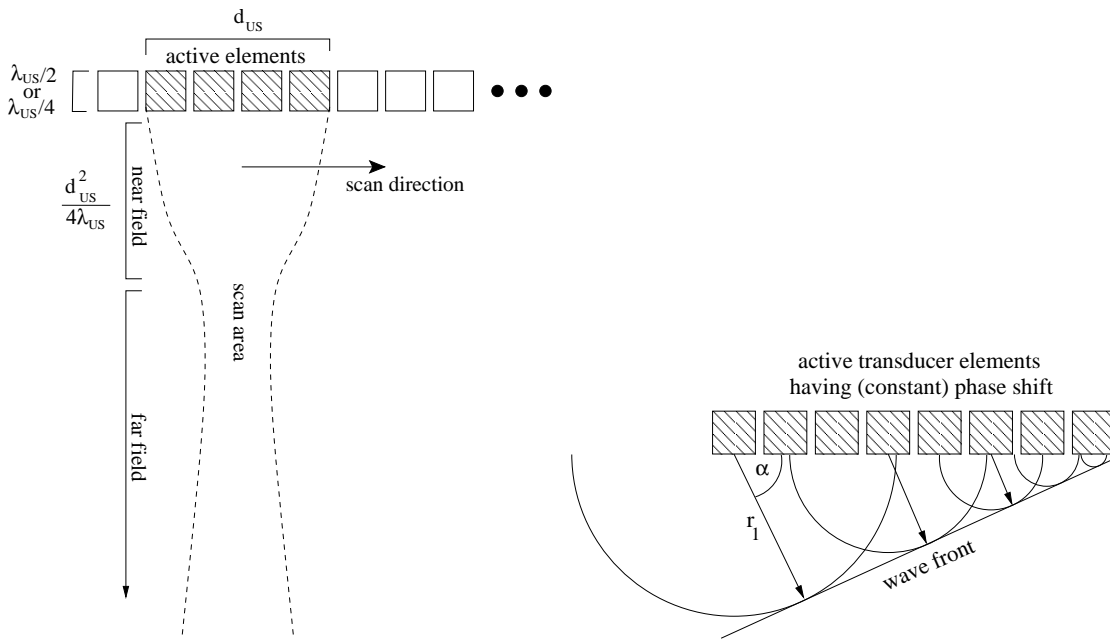 d_US
active elements
λ_US/2
or
λ_US/4
near field
d²_US
4λ_US
scan direction
scan area
far field
active transducer elements
having (constant) phase shift
α
r_l
wave front